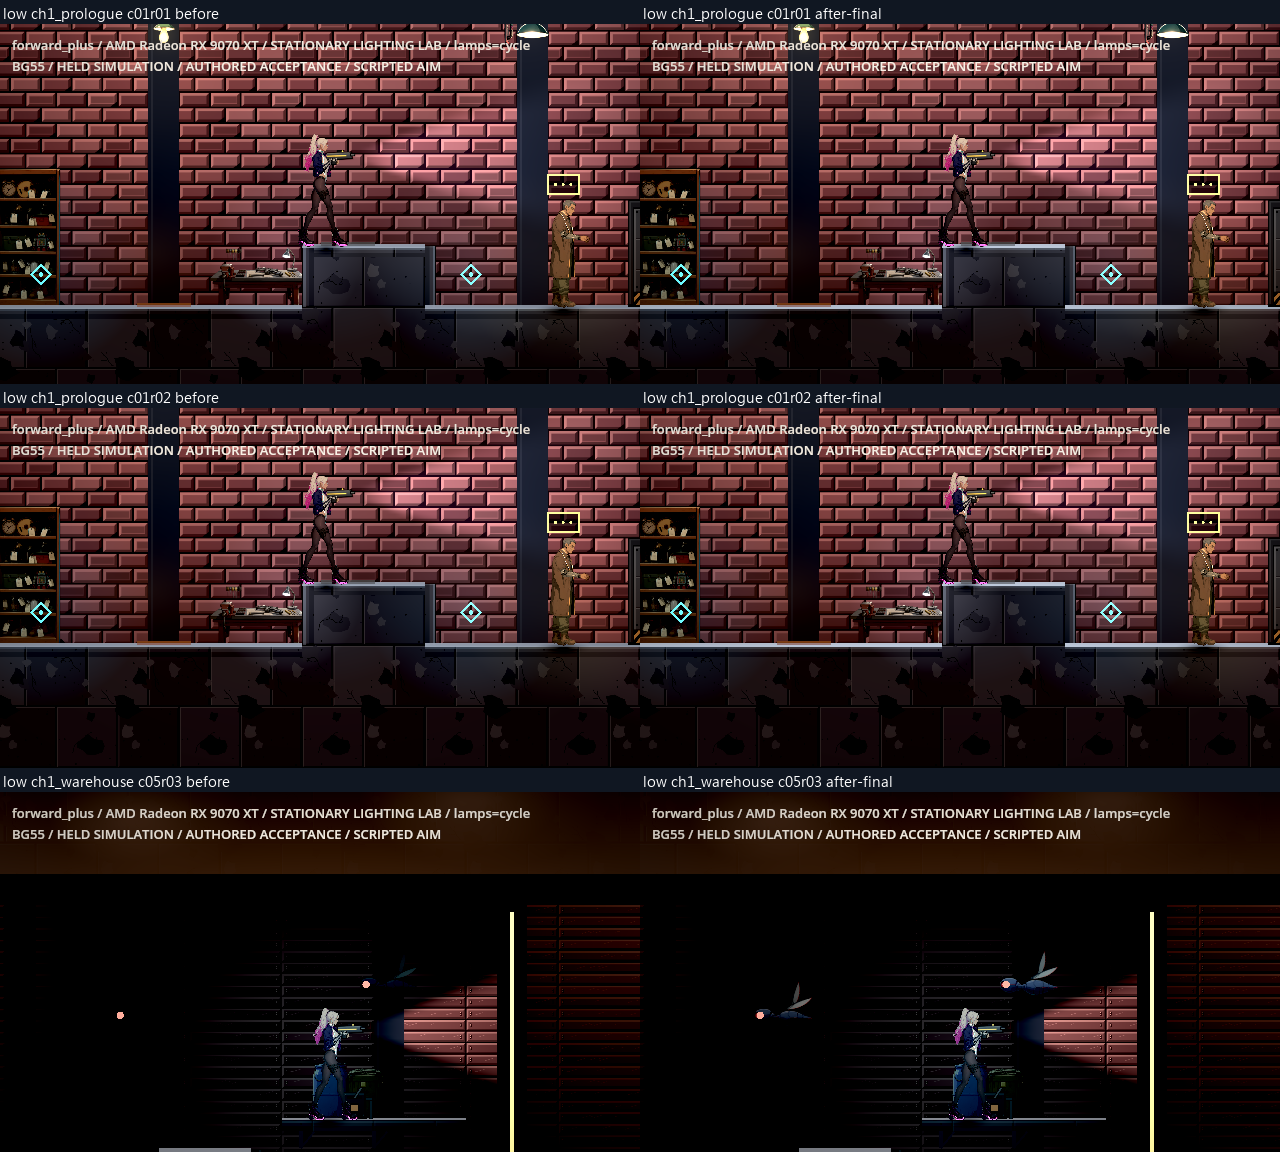 low ch1_prologue c01r01 before
low ch1_prologue c01r01 after-final
forward_plus / AMD Radeon RX 9070 XT / STATIONARY LIGHTING LAB / lamps=cycle
BG55 / HELD SIMULATION / AUTHORED ACCEPTANCE / SCRIPTED AIM
forward_plus / AMD Radeon RX 9070 XT / STATIONARY LIGHTING LAB / lamps=cycle
BG55 / HELD SIMULATION / AUTHORED ACCEPTANCE / SCRIPTED AIM
low ch1_prologue c01r02 before
low ch1_prologue c01r02 after-final
forward_plus / AMD Radeon RX 9070 XT / STATIONARY LIGHTING LAB / lamps=cycle
BG55 / HELD SIMULATION / AUTHORED ACCEPTANCE / SCRIPTED AIM
forward_plus / AMD Radeon RX 9070 XT / STATIONARY LIGHTING LAB / lamps=cycle
BG55 / HELD SIMULATION / AUTHORED ACCEPTANCE / SCRIPTED AIM
low ch1_warehouse c05r03 before
low ch1_warehouse c05r03 after-final
forward_plus / AMD Radeon RX 9070 XT / STATIONARY LIGHTING LAB / lamps=cycle
BG55 / HELD SIMULATION / AUTHORED ACCEPTANCE / SCRIPTED AIM
forward_plus / AMD Radeon RX 9070 XT / STATIONARY LIGHTING LAB / lamps=cycle
BG55 / HELD SIMULATION / AUTHORED ACCEPTANCE / SCRIPTED AIM